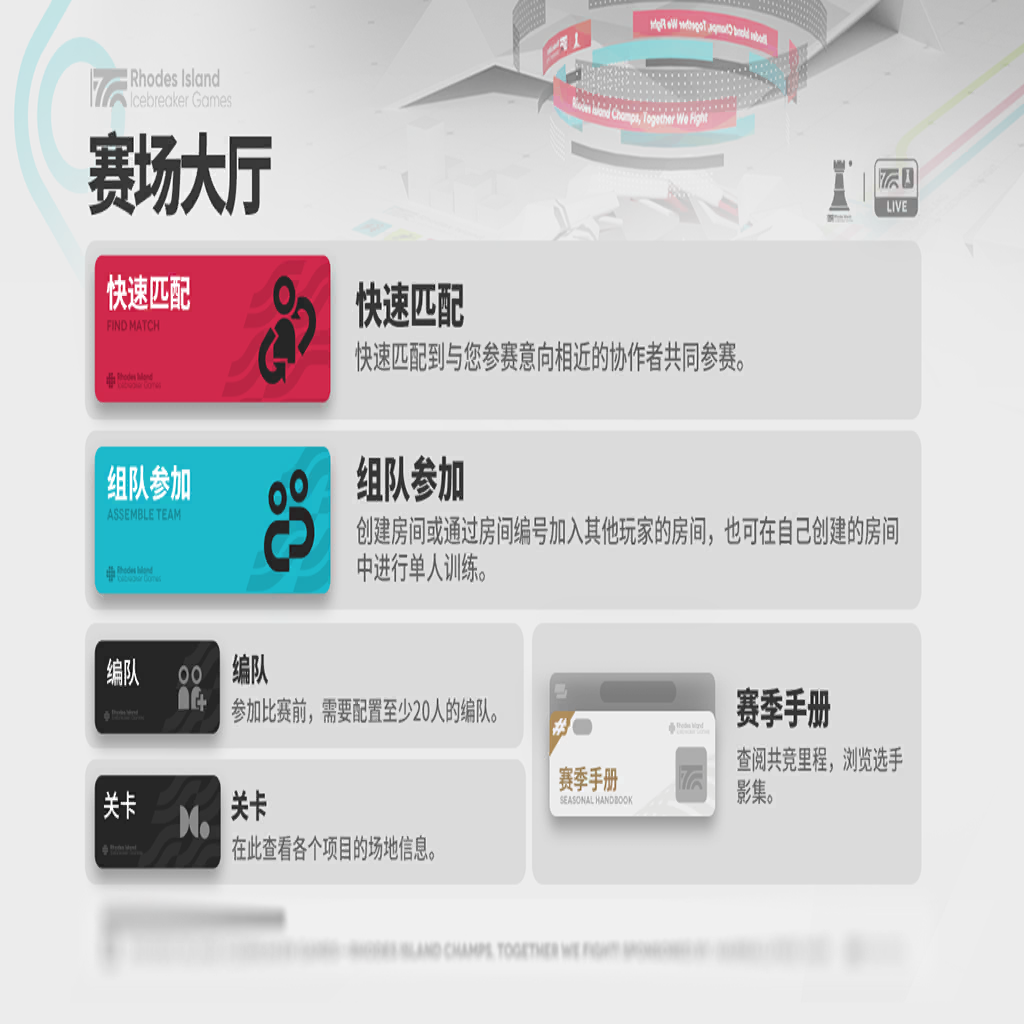 Rhodes Island Champs, Together We Fight
Rhodes Island Champs, Together We Fight
Rhodes Island
Icebreaker Games
赛场大厅
LIVE
快速匹配
FIND MATCH
Rhodes Island
Icebreaker Games
快速匹配
快速匹配到与您参赛意向相近的协作者共同参赛。
组队参加
ASSEMBLE TEAM
Rhodes Island
Icebreaker Games
组队参加
创建房间或通过房间编号加入其他玩家的房间，也可在自己创建的房间
中进行单人训练。
编队
编队
参加比赛前，需要配置至少20人的编队。
关卡
关卡
在此查看各个项目的场地信息。
#
Rhodes Island
Icebreaker Games
赛季手册
SEASONAL HANDBOOK
赛季手册
查阅共竞里程，浏览选手
影集。
RHODES ISLAND CHAMPS, TOGETHER WE FIGHT